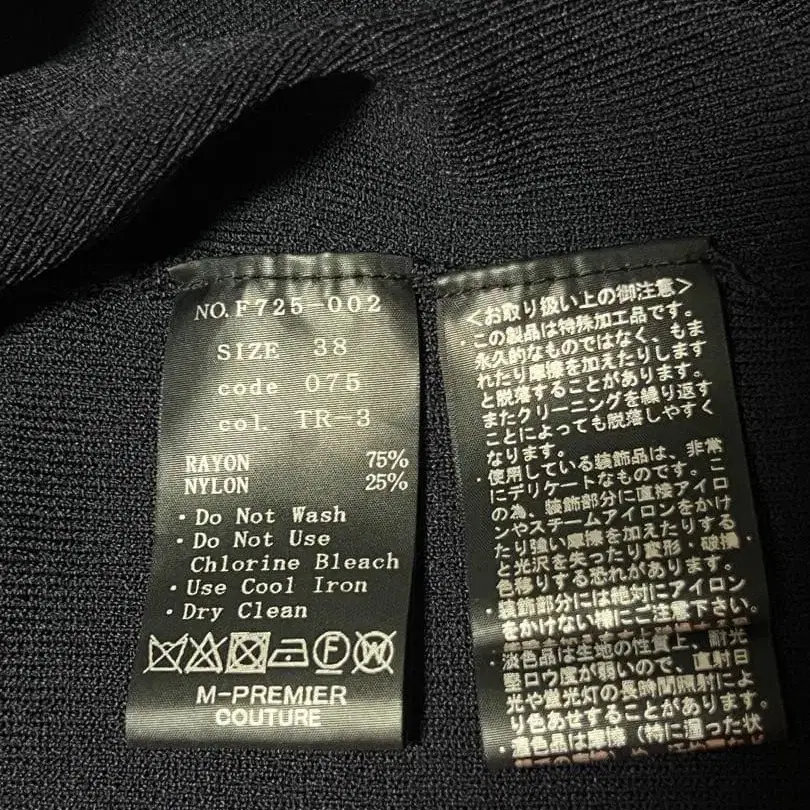 NO. F725-002
SIZE 38
code 075
col. TR-3
RAYON 75%
NYLON 25%
・Do Not Wash
・Do Not Use
Chlorine Bleach
・Use Cool Iron
・Dry Clean
F W
M-PREMIER
COUTURE
＜お取り扱い上の御注意＞
・この製品は特殊加工品です。
永久的なものではなく、もま
れたり摩擦を加えたりします
と脱落することがあります。
またクリーニングを繰り返す
ことによっても脱落しやすく
なります。
・使用している装飾品は、非常
にデリケートなものです。こ
の為、装飾部分に直接アイロ
ンやスチームアイロンをかけ
たり強い摩擦を加えたりする
と光沢を失ったり変形・破損・
色移りする恐れがあります。
・装飾部分には絶対にアイロン
をかけない様にご注意下さい。
・淡色品は生地の性質上、耐光
堅ロウ度が弱いので、直射日
光や蛍光灯の長時間照射によ
り色あせすることがあります。
・濃色品は摩擦（特に湿った状